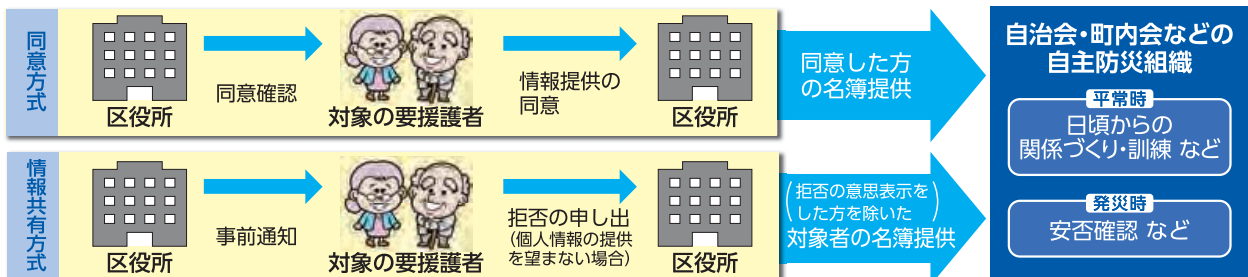 同意方式
区役所
同意確認
対象の要援護者
情報提供の
同意
区役所
同意した方
の名簿提供
情報共有方式
区役所
事前通知
対象の要援護者
拒否の申し出
(個人情報の提供
を望まない場合)
区役所
(拒否の意思表示を
した方を除いた)
対象者の名簿提供
自治会・町内会などの
自主防災組織
平常時
日頃からの
関係づくり・訓練 など
発災時
安否確認 など